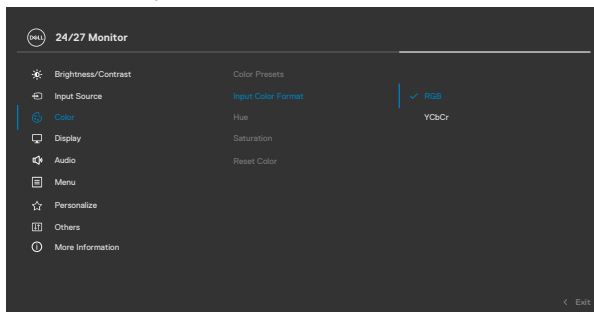 DELL 24/27 Monitor
Brightness/Contrast Color Presets
Input Source Input Color Format RGB
Color Hue YCbCr
Display Saturation
Audio Reset Color
Menu
Personalize
Others
More Information
Exit